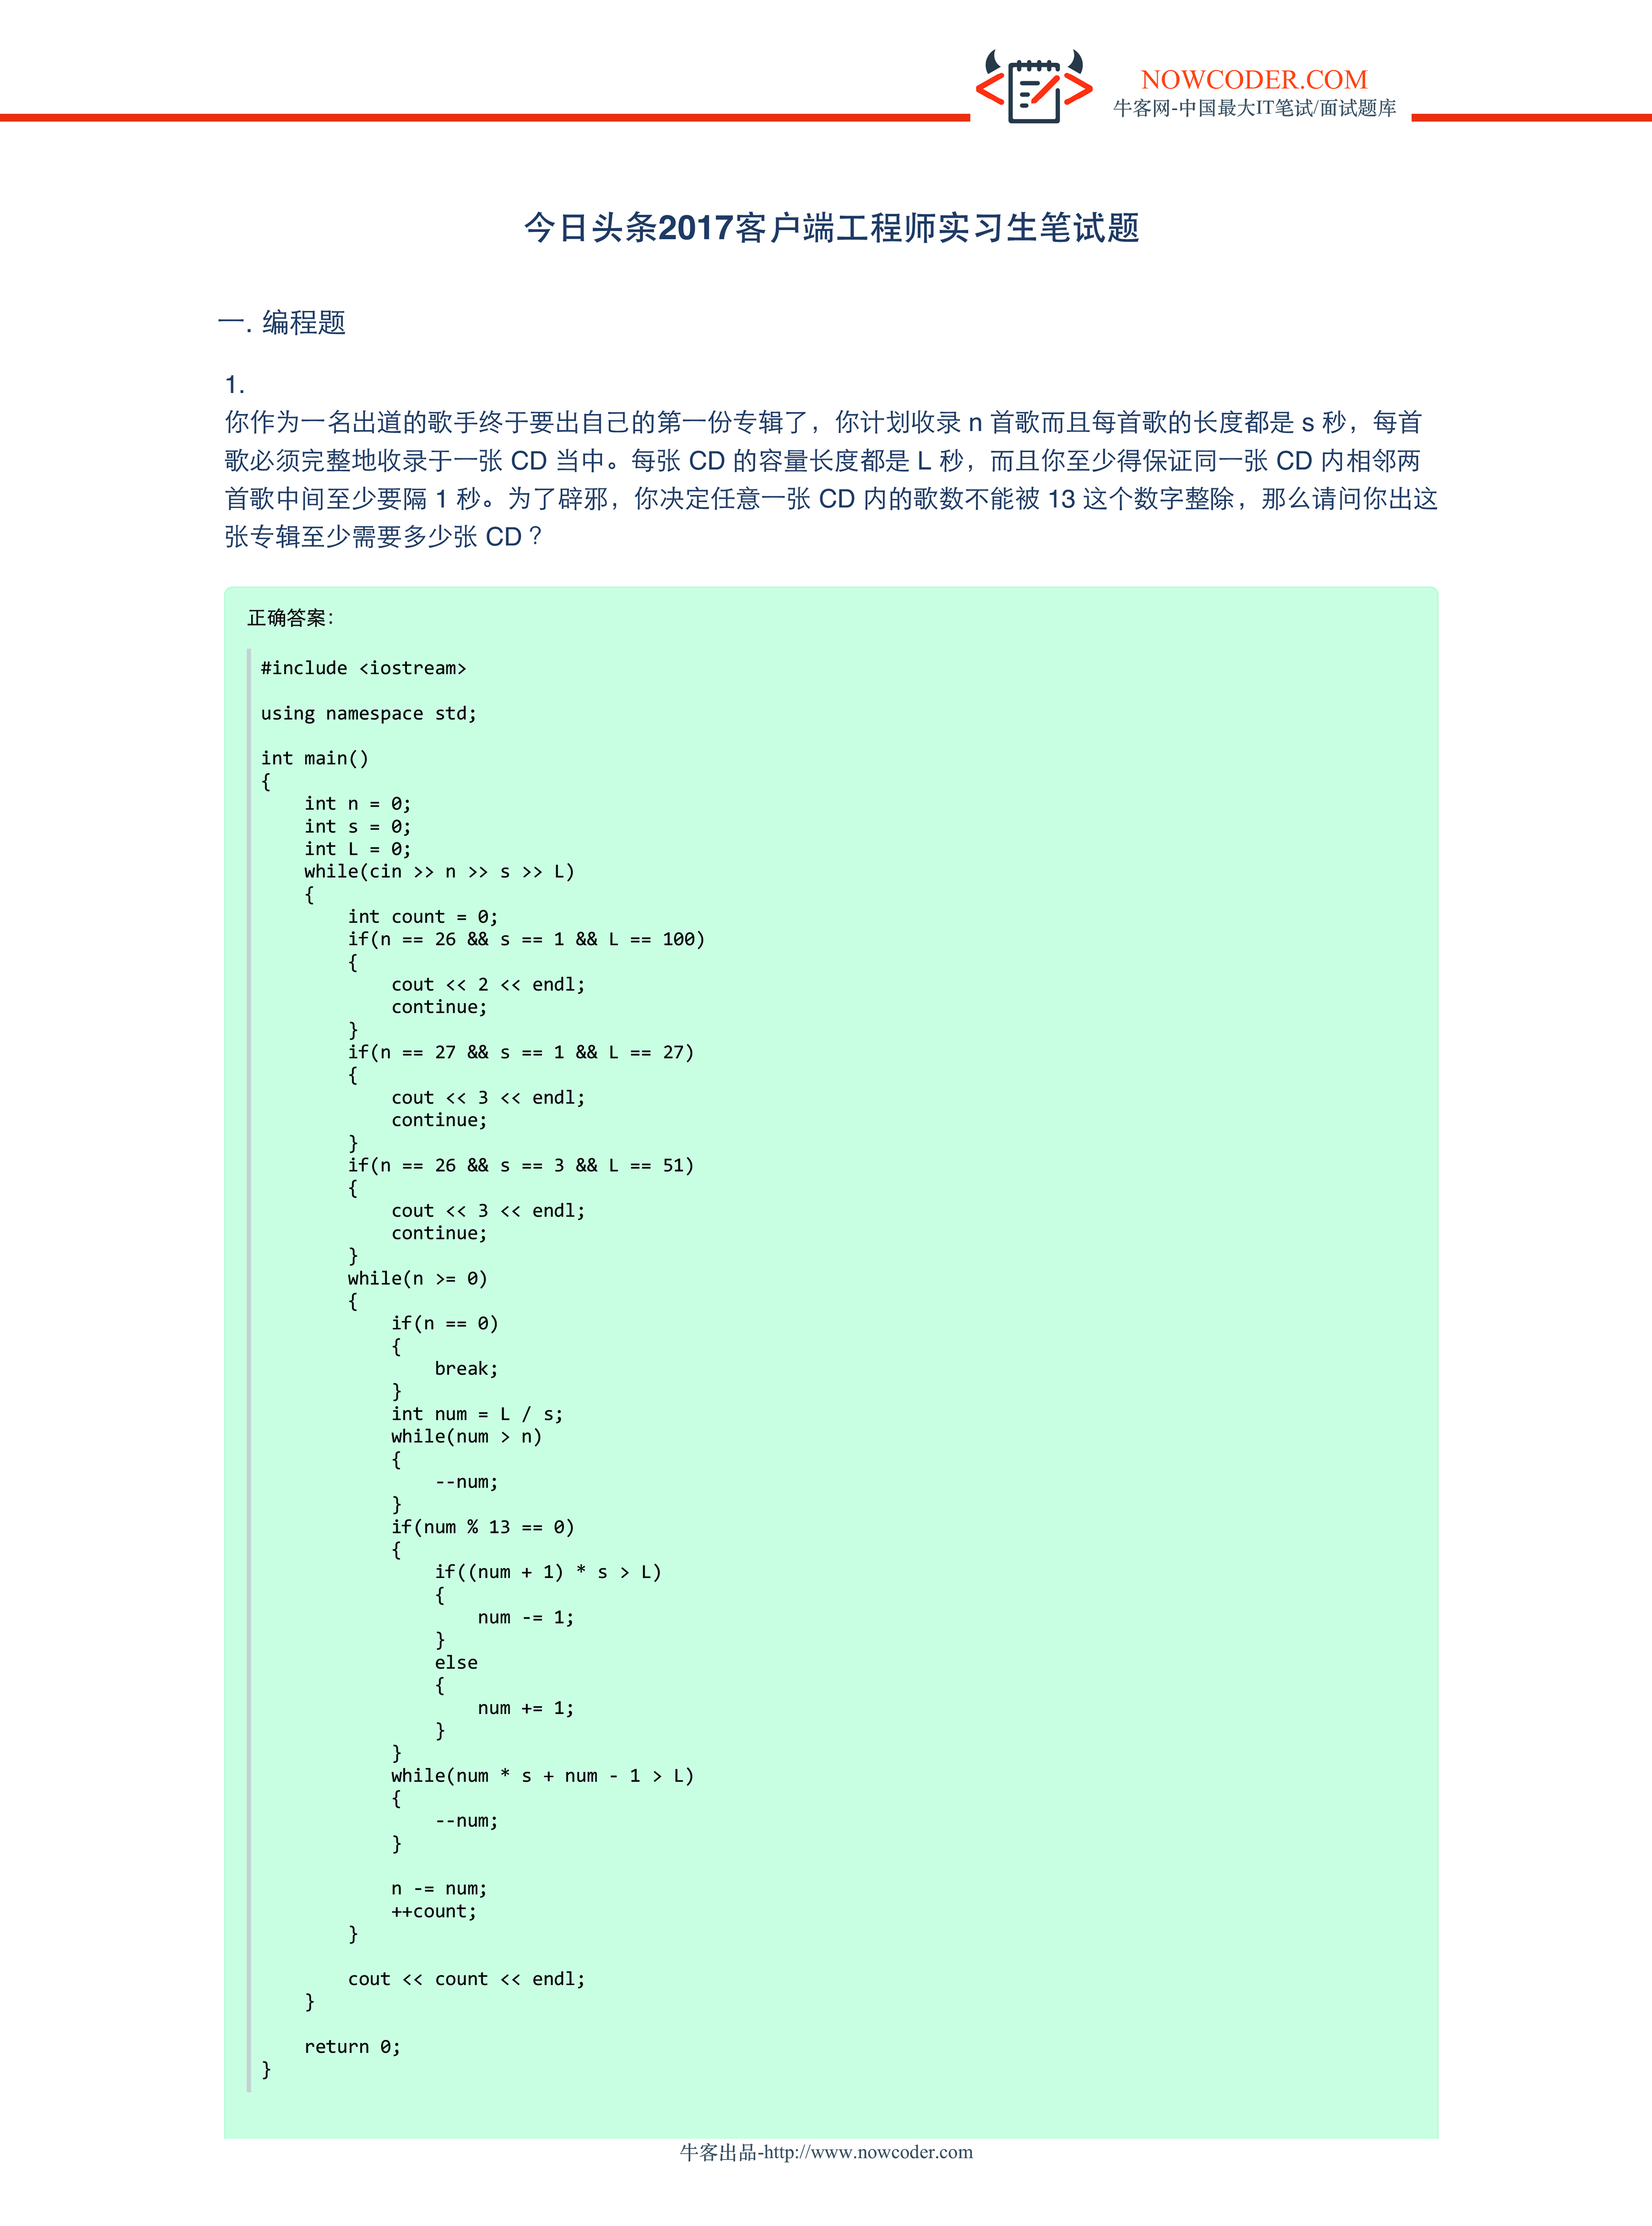 NOWCODER.COM
牛客网-中国最大IT笔试/面试题库
今日头条2017客户端工程师实习生笔试题
一. 编程题
1.
你作为一名出道的歌手终于要出自己的第一份专辑了，你计划收录 n 首歌而且每首歌的长度都是 s 秒，每首
歌必须完整地收录于一张 CD 当中。每张 CD 的容量长度都是 L 秒，而且你至少得保证同一张 CD 内相邻两
首歌中间至少要隔 1 秒。为了辟邪，你决定任意一张 CD 内的歌数不能被 13 这个数字整除，那么请问你出这
张专辑至少需要多少张 CD？
正确答案：
#include <iostream>
using namespace std;
int main()
{
    int n = 0;
    int s = 0;
    int L = 0;
    while(cin >> n >> s >> L)
    {
        int count = 0;
        if(n == 26 && s == 1 && L == 100)
        {
            cout << 2 << endl;
            continue;
        }
        if(n == 27 && s == 1 && L == 27)
        {
            cout << 3 << endl;
            continue;
        }
        if(n == 26 && s == 3 && L == 51)
        {
            cout << 3 << endl;
            continue;
        }
        while(n >= 0)
        {
            if(n == 0)
            {
                break;
            }
            int num = L / s;
            while(num > n)
            {
                --num;
            }
            if(num % 13 == 0)
            {
                if((num + 1) * s > L)
                {
                    num -= 1;
                }
                else
                {
                    num += 1;
                }
            }
            while(num * s + num - 1 > L)
            {
                --num;
            }
            n -= num;
            ++count;
        }
        cout << count << endl;
    }
    return 0;
}
牛客出品-http://www.nowcoder.com